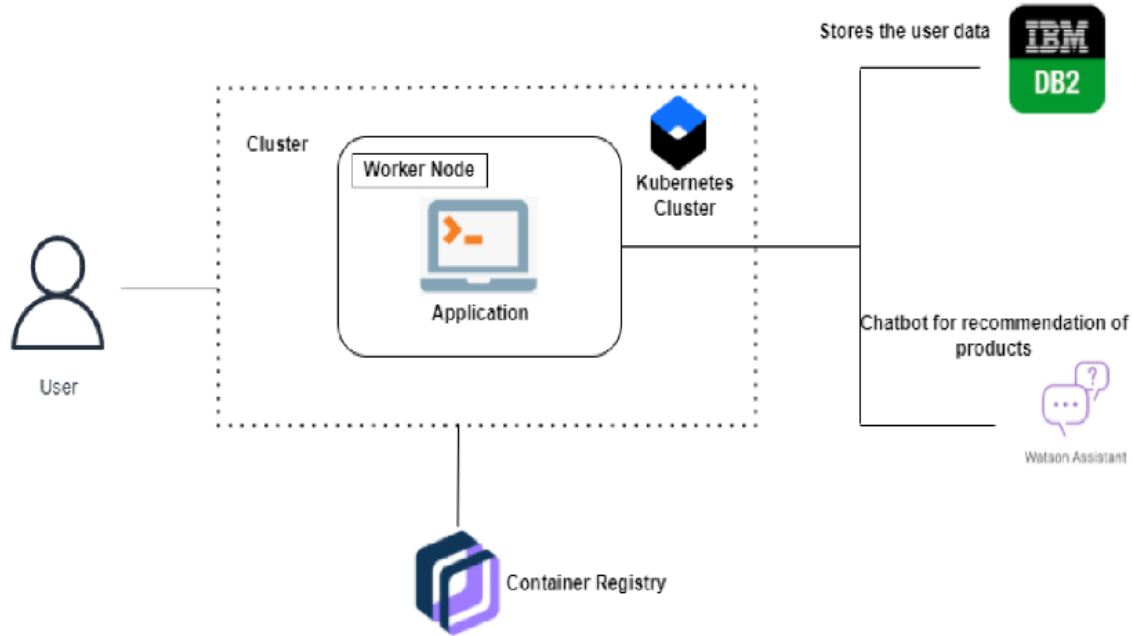 Stores the user data
IBM
DB2
Cluster
Worker Node
Kubernetes
Cluster
Application
User
Chatbot for recommendation of
products
?
Watson Assistant
Container Registry